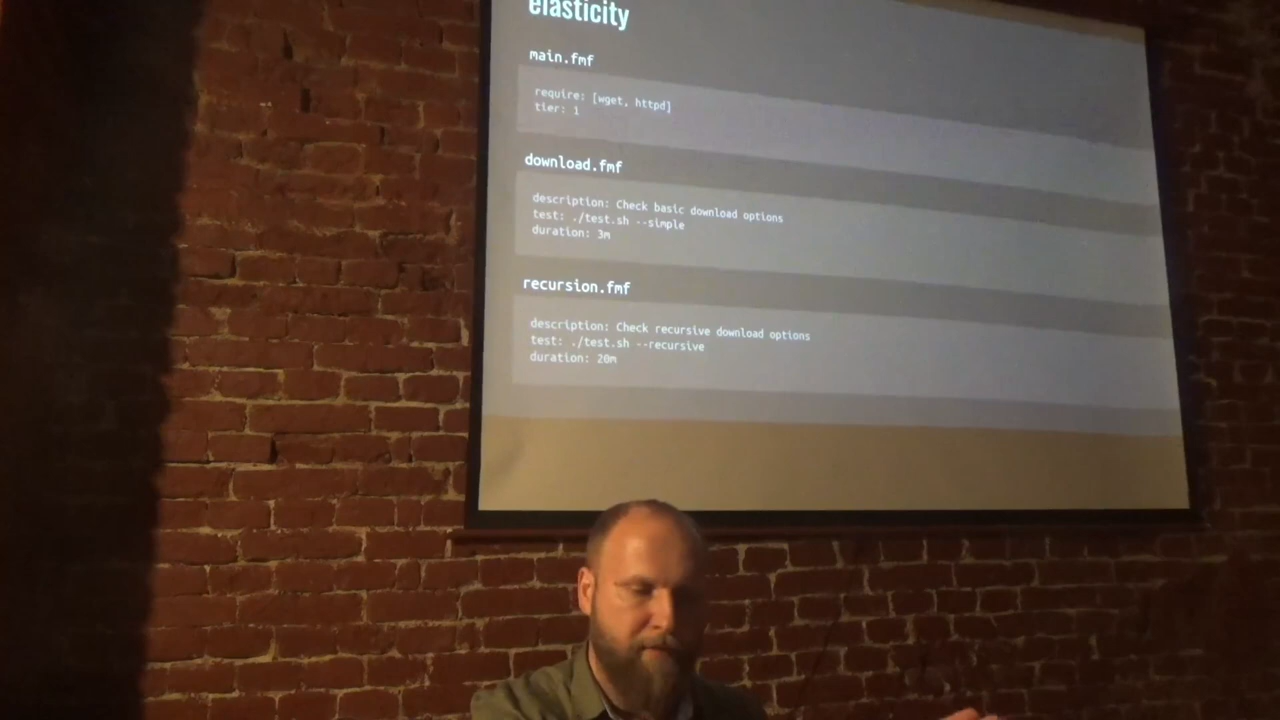 elasticity
main.fmf
require: [wget, httpd]
tier: 1
download.fmf
description: Check basic download options
test: ./test.sh --simple
duration: 3m
recursion.fmf
description: Check recursive download options
test: ./test.sh --recursive
duration: 20m